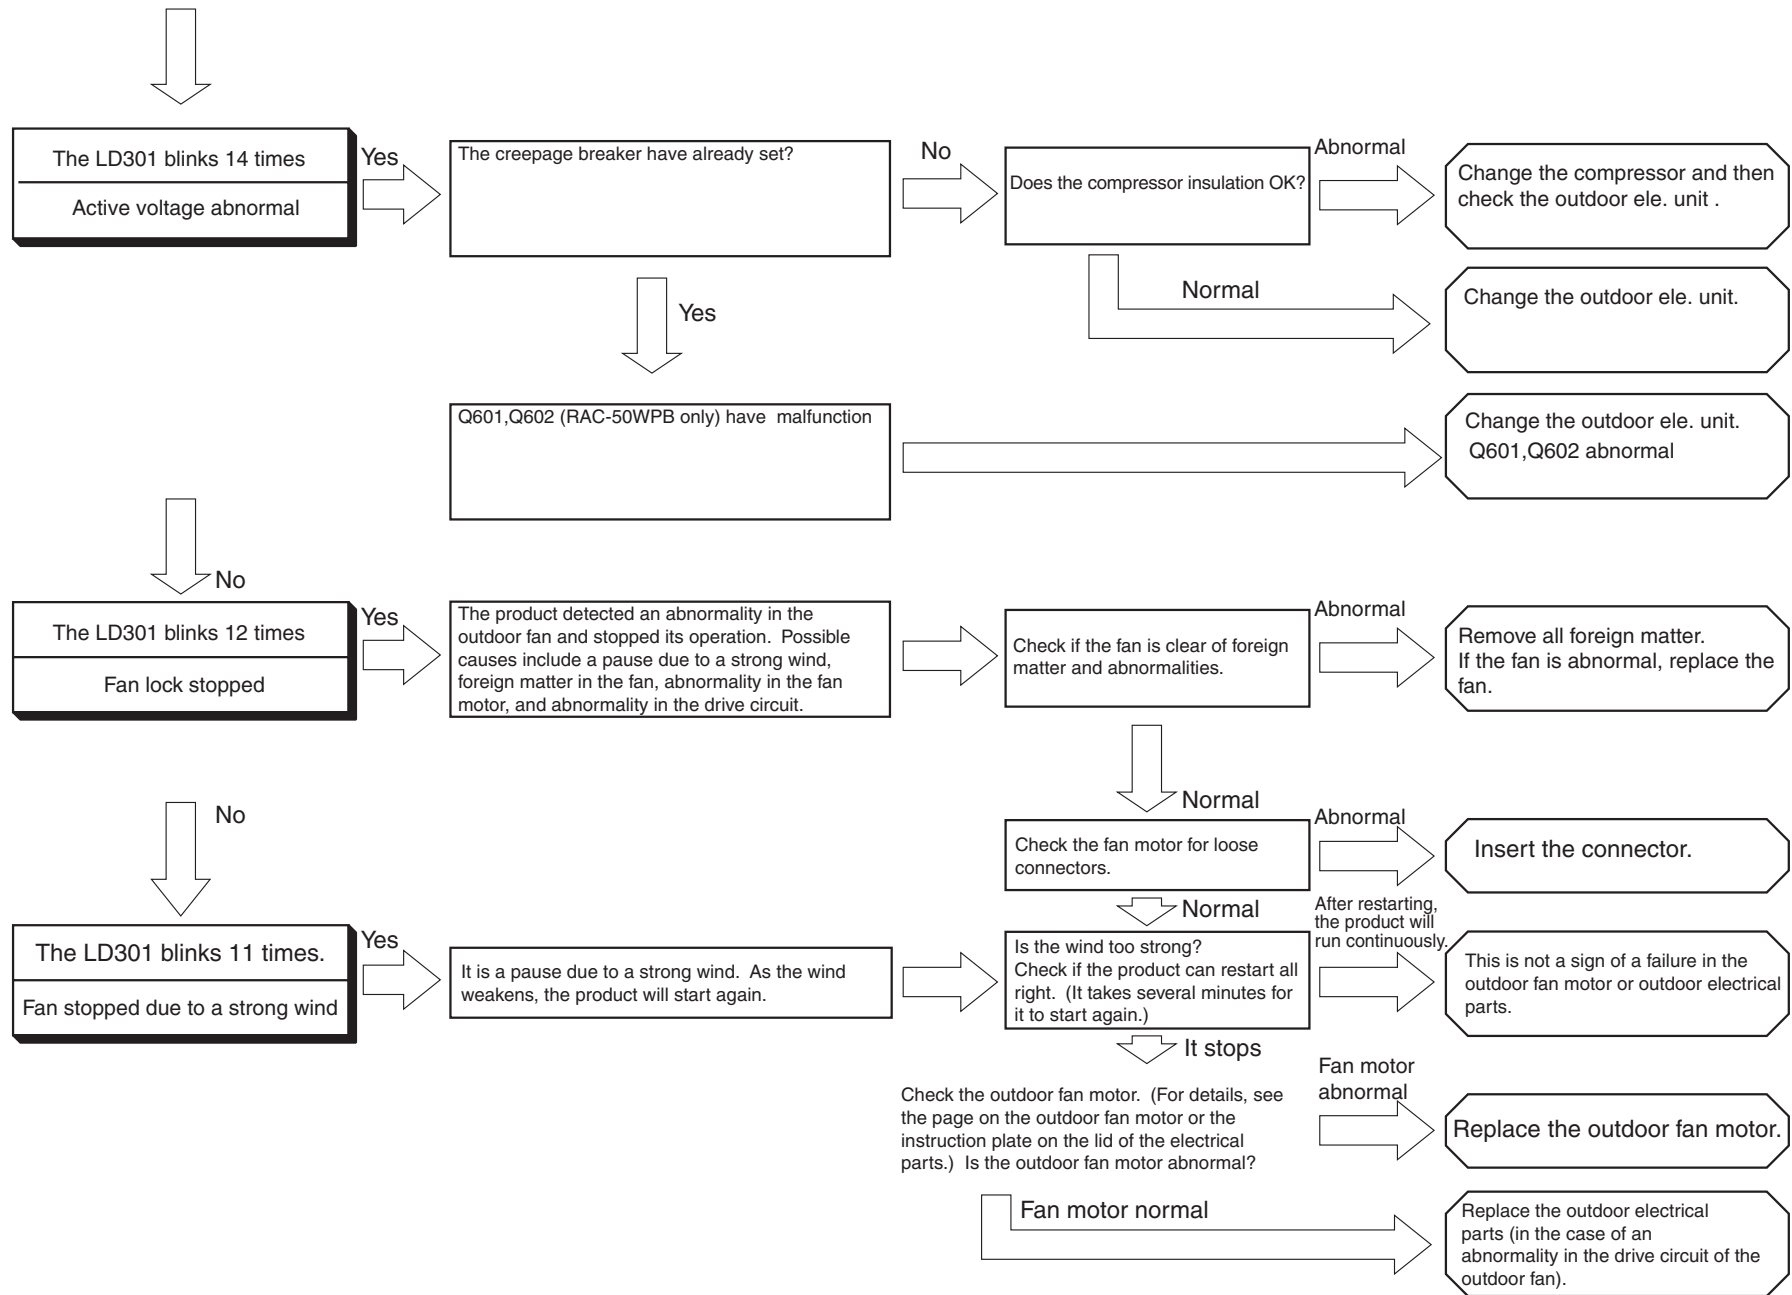 The LD301 blinks 14 times
Active voltage abnormal
Yes
The creepage breaker have already set?
No
Does the compressor insulation OK?
Abnormal
Change the compressor and then
check the outdoor ele. unit .
Normal
Change the outdoor ele. unit.
Yes
Q601,Q602 (RAC-50WPB only) have  malfunction
Change the outdoor ele. unit.
Q601,Q602 abnormal
No
The LD301 blinks 12 times
Fan lock stopped
Yes
The product detected an abnormality in the
outdoor fan and stopped its operation.  Possible
causes include a pause due to a strong wind,
foreign matter in the fan, abnormality in the fan
motor, and abnormality in the drive circuit.
Check if the fan is clear of foreign
matter and abnormalities.
Abnormal
Remove all foreign matter.
If the fan is abnormal, replace the
fan.
Normal
Check the fan motor for loose
connectors.
Abnormal
Insert the connector.
Normal
No
The LD301 blinks 11 times.
Fan stopped due to a strong wind
Yes
It is a pause due to a strong wind.  As the wind
weakens, the product will start again.
Is the wind too strong?
Check if the product can restart all
right.  (It takes several minutes for
it to start again.)
After restarting,
the product will
run continuously.
This is not a sign of a failure in the
outdoor fan motor or outdoor electrical
parts.
It stops
Check the outdoor fan motor.  (For details, see
the page on the outdoor fan motor or the
instruction plate on the lid of the electrical
parts.)  Is the outdoor fan motor abnormal?
Fan motor
abnormal
Replace the outdoor fan motor.
Fan motor normal
Replace the outdoor electrical
parts (in the case of an
abnormality in the drive circuit of the
outdoor fan).